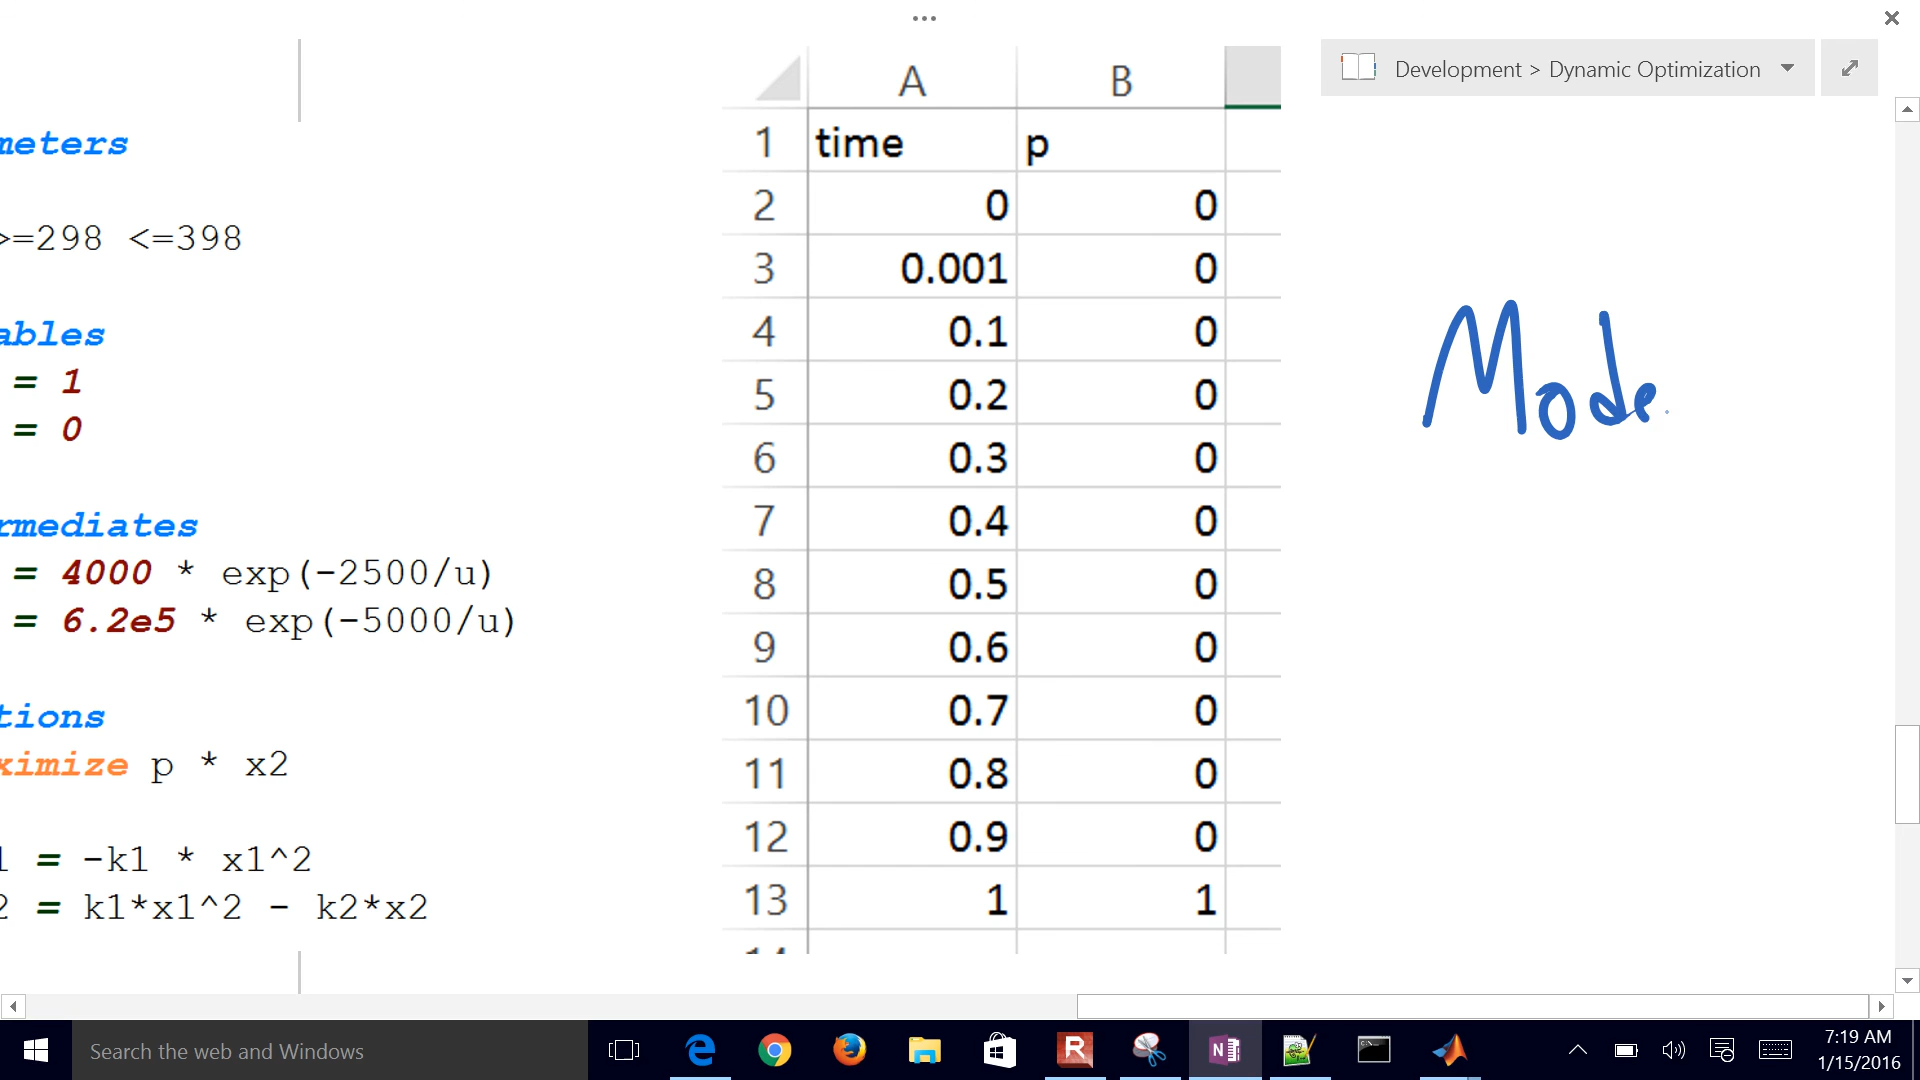 Development > Dynamic Optimization
meters
>=298 <=398
ables
= 1
= 0
rmediates
= 4000 * exp(-2500/u)
= 6.2e5 * exp(-5000/u)
tions
ximize p * x2
1 = -k1 * x1^2
2 = k1*x1^2 - k2*x2
A B
1 time p
2 0 0
3 0.001 0
4 0.1 0
5 0.2 0
6 0.3 0
7 0.4 0
8 0.5 0
9 0.6 0
10 0.7 0
11 0.8 0
12 0.9 0
13 1 1
Mode
Search the web and Windows
7:19 AM
1/15/2016